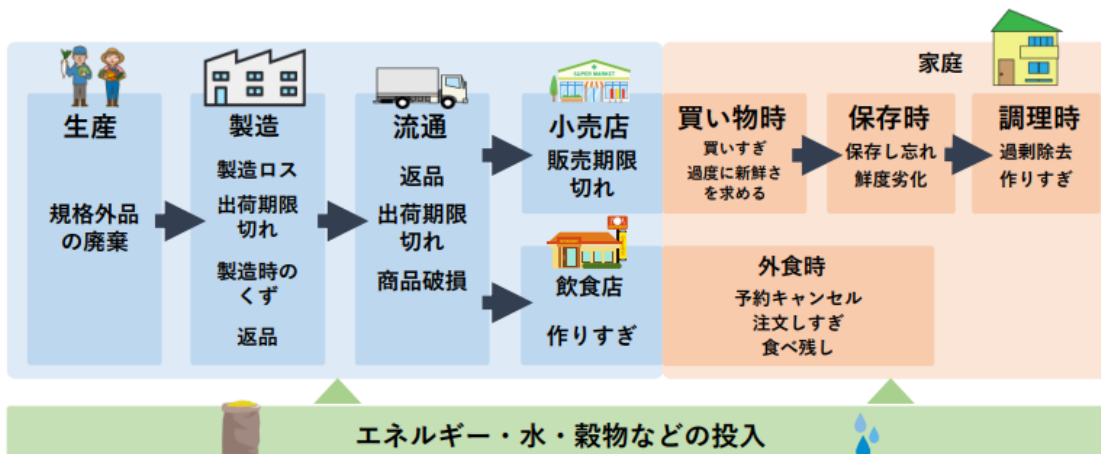 生産
規格外品
の廃棄
製造
製造ロス
出荷期限
切れ
製造時の
くず
返品
流通
返品
出荷期限
切れ
商品破損
SUPER MARKET
小売店
販売期限
切れ
飲食店
作りすぎ
家庭
買い物時
買いすぎ
過度に新鮮さ
を求める
保存時
保存し忘れ
鮮度劣化
調理時
過剰除去
作りすぎ
外食時
予約キャンセル
注文しすぎ
食べ残し
エネルギー・水・穀物などの投入